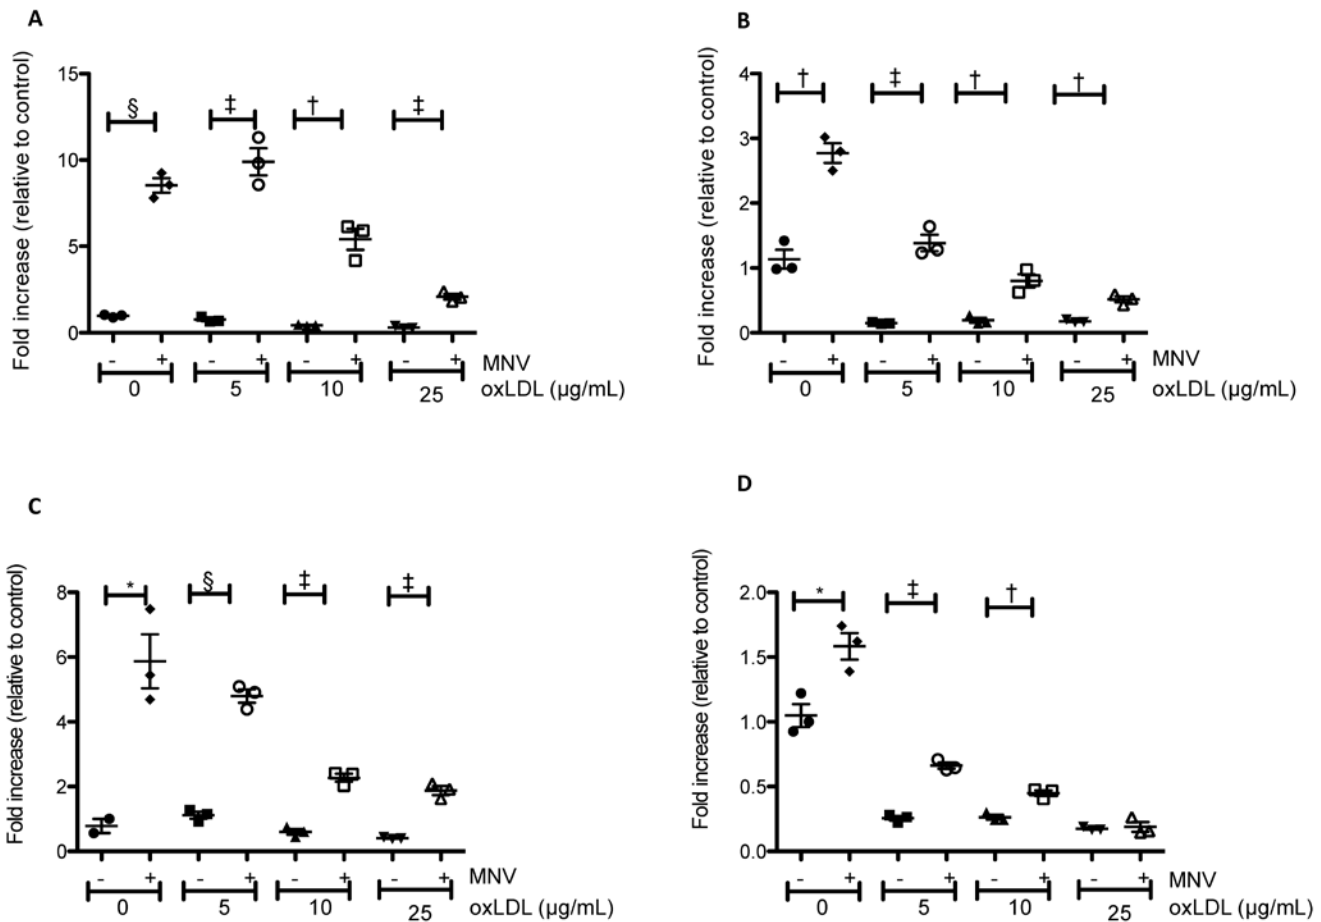 A
Fold increase (relative to control)
15
10
5
0
§
‡
†
‡
- + - + - + - + MNV
0 5 10 25 oxLDL (µg/mL)
B
Fold increase (relative to control)
4
3
2
1
0
†
‡
†
†
- + - + - + - + MNV
0 5 10 25 oxLDL (µg/mL)
C
Fold increase (relative to control)
8
6
4
2
0
*
§
‡
‡
- + - + - + - + MNV
0 5 10 25 oxLDL (µg/mL)
D
Fold increase (relative to control)
2.0
1.5
1.0
0.5
0.0
*
‡
†
- + - + - + - + MNV
0 5 10 25 oxLDL (µg/mL)